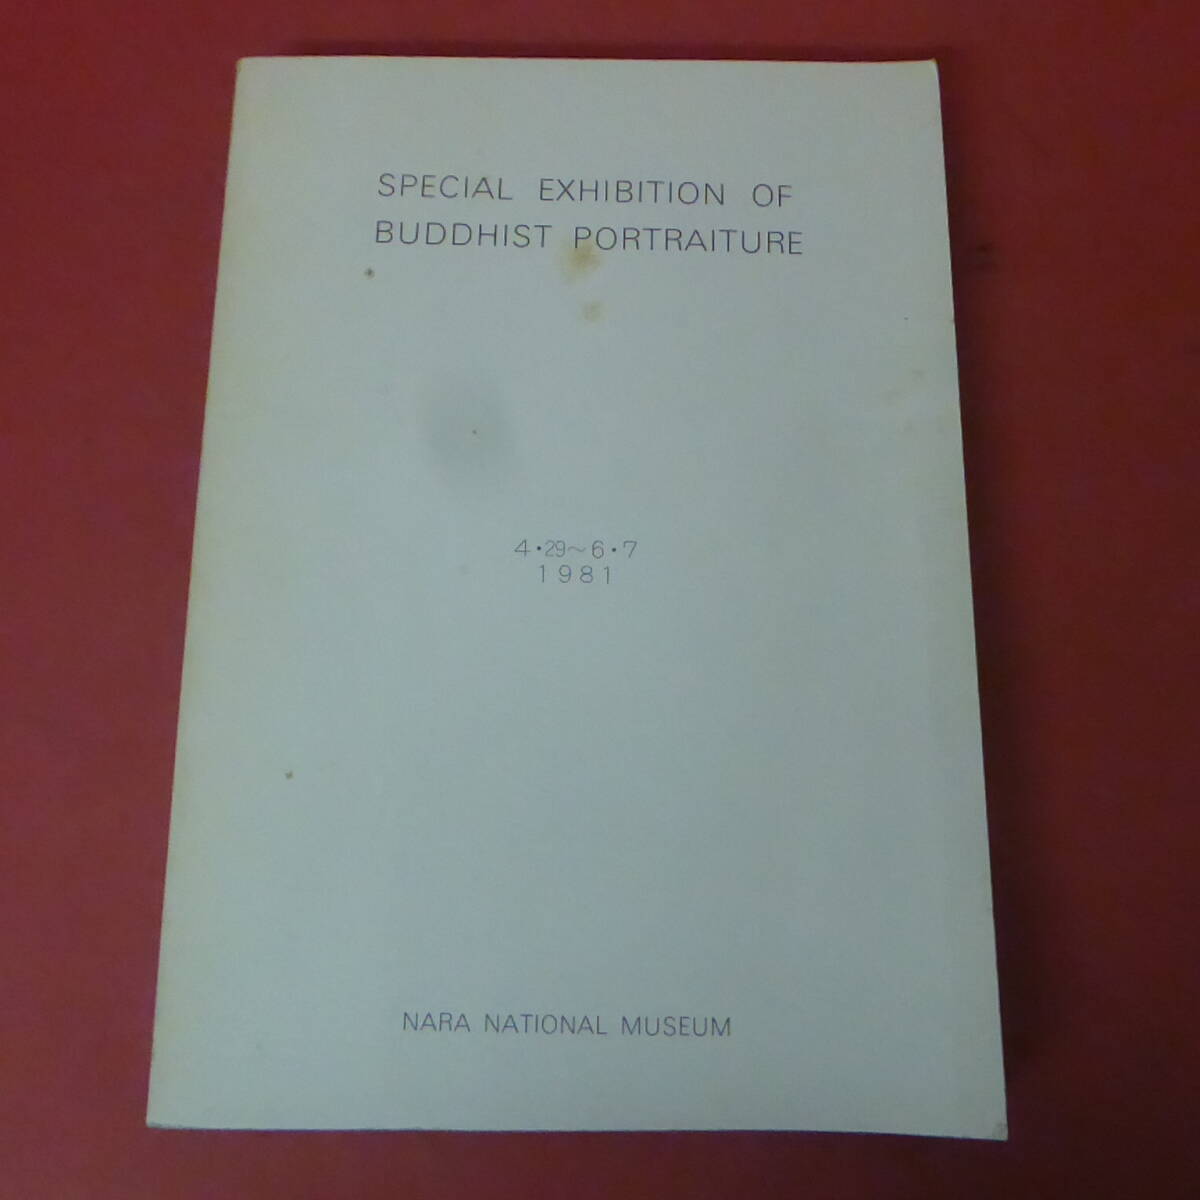 SPECIAL EXHIBITION OF
BUDDHIST PORTRAITURE
4・29～6・7
1981
NARA NATIONAL MUSEUM